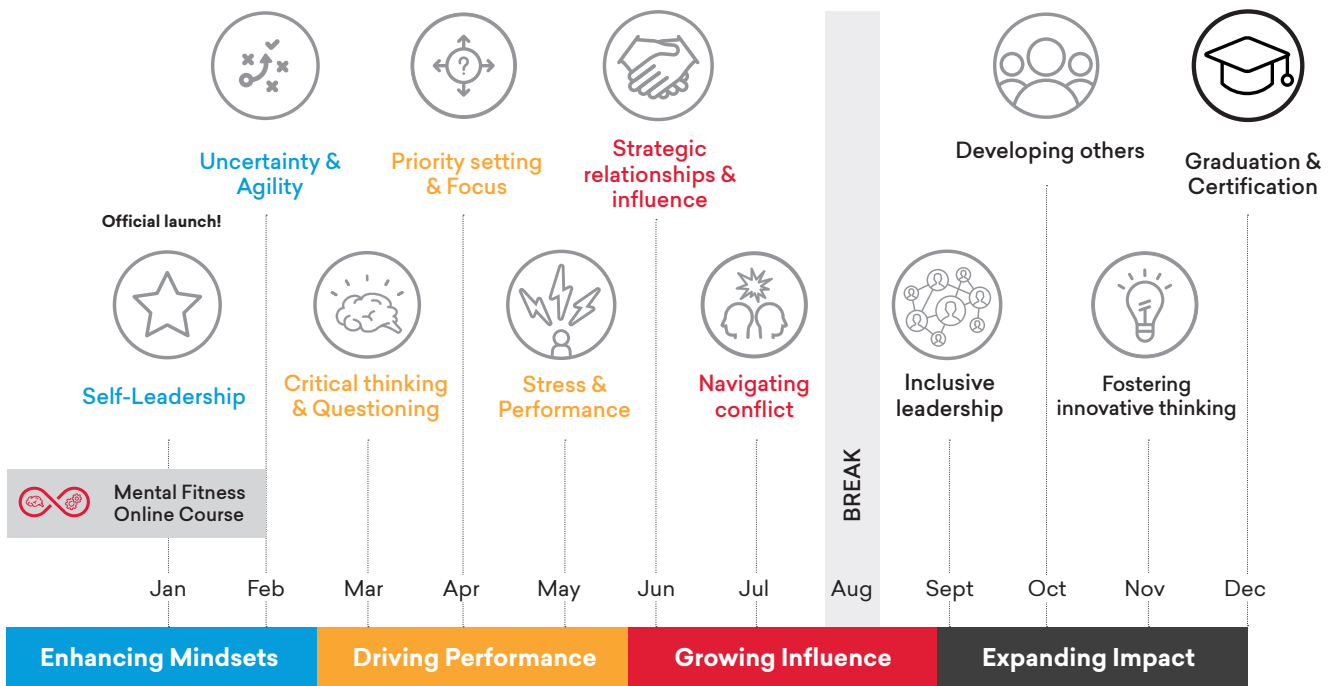 Uncertainty &
Agility
Priority setting
& Focus
Strategic
relationships &
influence
Developing others
Graduation &
Certification
Official launch!
Self-Leadership
Critical thinking
& Questioning
Stress &
Performance
Navigating
conflict
Inclusive
leadership
Fostering
innovative thinking
Mental Fitness
Online Course
BREAK
Jan Feb Mar Apr May Jun Jul Aug Sept Oct Nov Dec
Enhancing Mindsets Driving Performance Growing Influence Expanding Impact